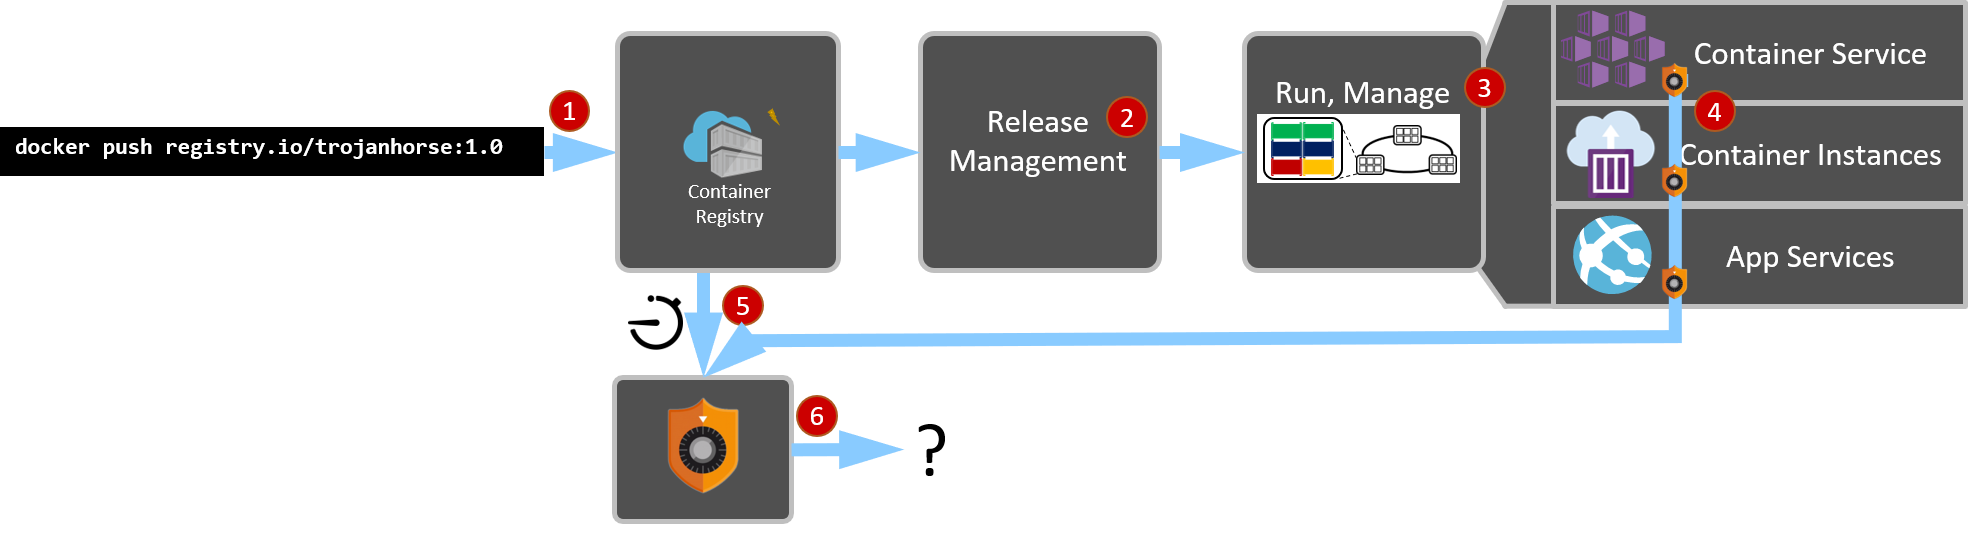 docker push registry.io/trojanhorse:1.0
1
Container
Registry
Release
Management
2
Run, Manage
3
Container Service
4
Container Instances
App Services
5
6
?